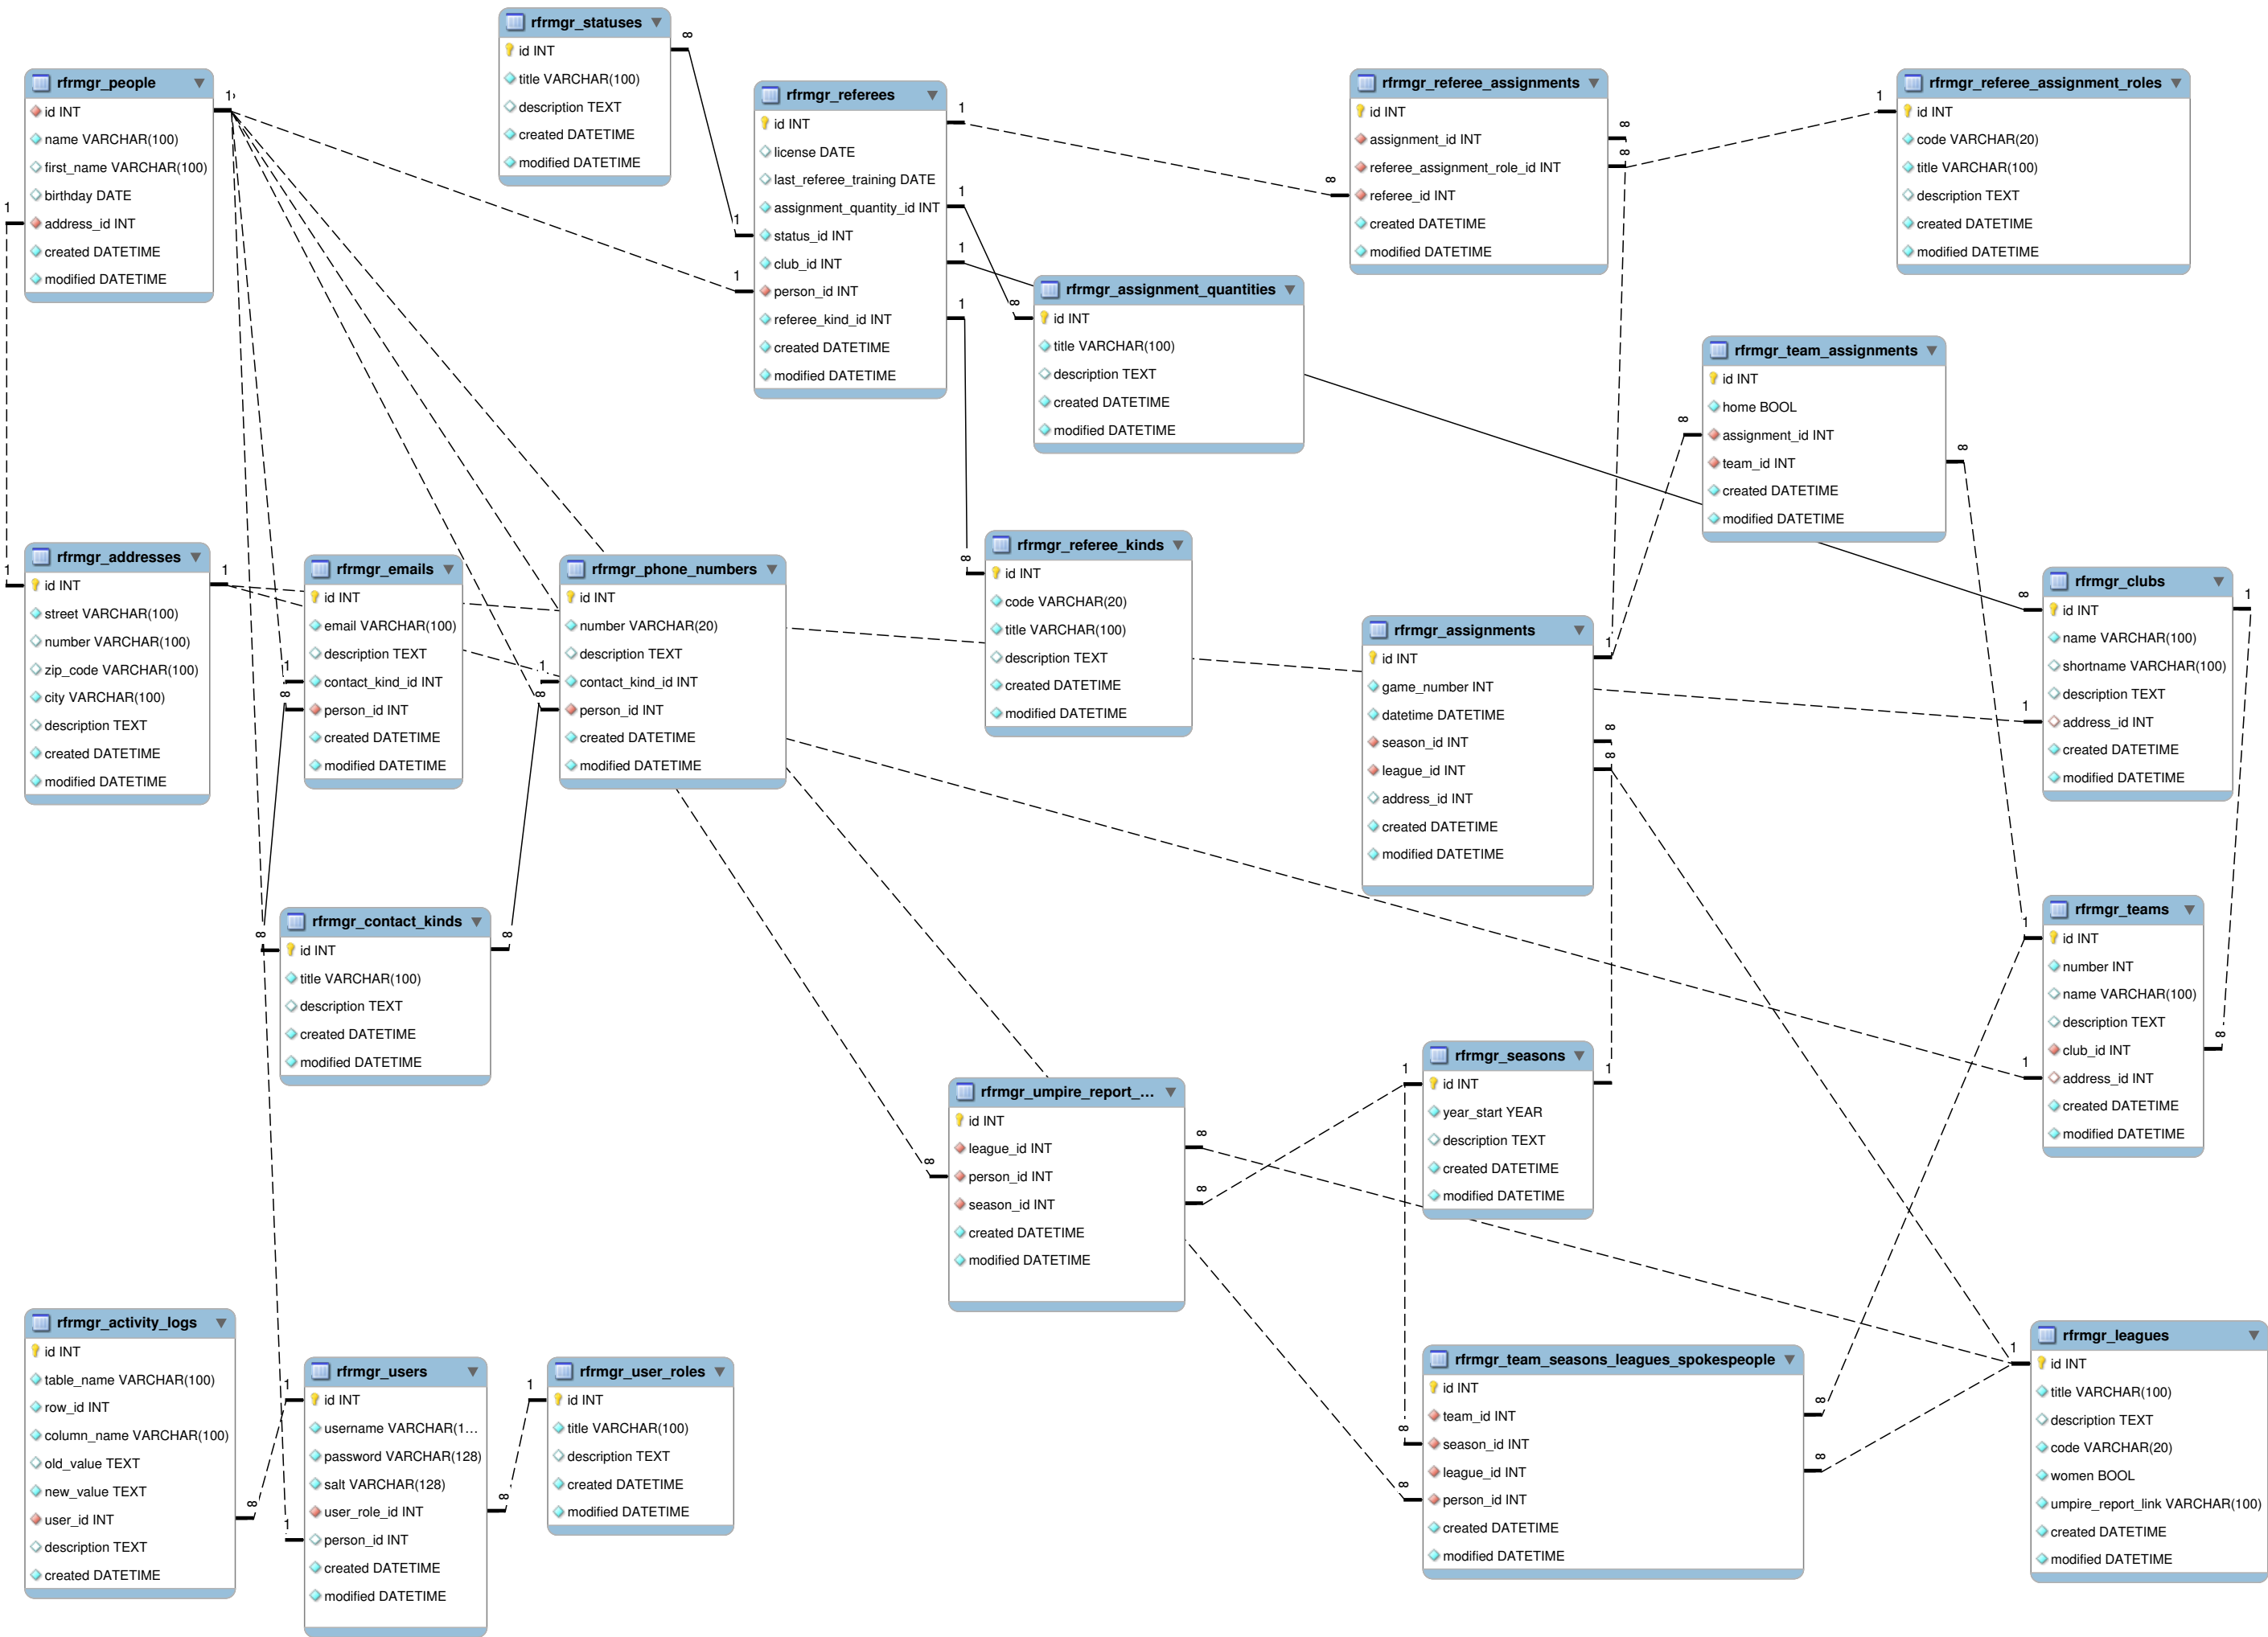 rfrmgr_statuses
id INT
title VARCHAR(100)
description TEXT
created DATETIME
modified DATETIME
rfrmgr_people
id INT
name VARCHAR(100)
first_name VARCHAR(100)
birthday DATE
address_id INT
created DATETIME
modified DATETIME
rfrmgr_referees
id INT
license DATE
last_referee_training DATE
assignment_quantity_id INT
status_id INT
club_id INT
person_id INT
referee_kind_id INT
created DATETIME
modified DATETIME
rfrmgr_referee_assignments
id INT
assignment_id INT
referee_assignment_role_id INT
referee_id INT
created DATETIME
modified DATETIME
rfrmgr_referee_assignment_roles
id INT
code VARCHAR(20)
title VARCHAR(100)
description TEXT
created DATETIME
modified DATETIME
rfrmgr_assignment_quantities
id INT
title VARCHAR(100)
description TEXT
created DATETIME
modified DATETIME
rfrmgr_team_assignments
id INT
home BOOL
assignment_id INT
team_id INT
created DATETIME
modified DATETIME
rfrmgr_addresses
id INT
street VARCHAR(100)
number VARCHAR(100)
zip_code VARCHAR(100)
city VARCHAR(100)
description TEXT
created DATETIME
modified DATETIME
rfrmgr_emails
id INT
email VARCHAR(100)
description TEXT
contact_kind_id INT
person_id INT
created DATETIME
modified DATETIME
rfrmgr_phone_numbers
id INT
number VARCHAR(20)
description TEXT
contact_kind_id INT
person_id INT
created DATETIME
modified DATETIME
rfrmgr_referee_kinds
id INT
code VARCHAR(20)
title VARCHAR(100)
description TEXT
created DATETIME
modified DATETIME
rfrmgr_assignments
id INT
game_number INT
datetime DATETIME
season_id INT
league_id INT
address_id INT
created DATETIME
modified DATETIME
rfrmgr_clubs
id INT
name VARCHAR(100)
shortname VARCHAR(100)
description TEXT
address_id INT
created DATETIME
modified DATETIME
rfrmgr_contact_kinds
id INT
title VARCHAR(100)
description TEXT
created DATETIME
modified DATETIME
rfrmgr_teams
id INT
number INT
name VARCHAR(100)
description TEXT
club_id INT
address_id INT
created DATETIME
modified DATETIME
rfrmgr_umpire_report_...
id INT
league_id INT
person_id INT
season_id INT
created DATETIME
modified DATETIME
rfrmgr_seasons
id INT
year_start YEAR
description TEXT
created DATETIME
modified DATETIME
rfrmgr_activity_logs
id INT
table_name VARCHAR(100)
row_id INT
column_name VARCHAR(100)
old_value TEXT
new_value TEXT
user_id INT
description TEXT
created DATETIME
rfrmgr_users
id INT
username VARCHAR(1...
password VARCHAR(128)
salt VARCHAR(128)
user_role_id INT
person_id INT
created DATETIME
modified DATETIME
rfrmgr_user_roles
id INT
title VARCHAR(100)
description TEXT
created DATETIME
modified DATETIME
rfrmgr_team_seasons_leagues_spokespeople
id INT
team_id INT
season_id INT
league_id INT
person_id INT
created DATETIME
modified DATETIME
rfrmgr_leagues
id INT
title VARCHAR(100)
description TEXT
code VARCHAR(20)
women BOOL
umpire_report_link VARCHAR(100)
created DATETIME
modified DATETIME